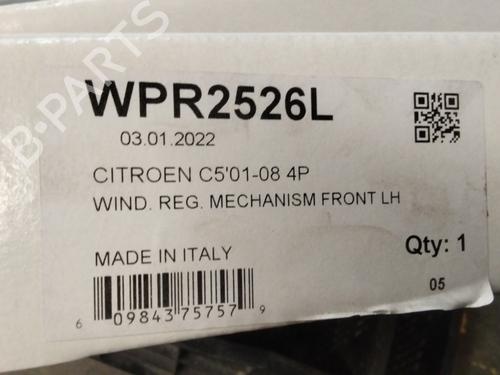 B-PARTS
WPR2526L
03.01.2022
CITROEN C5'01-08 4P
WIND. REG. MECHANISM FRONT LH
MADE IN ITALY
Qty: 1
6 09843 75757 9
05